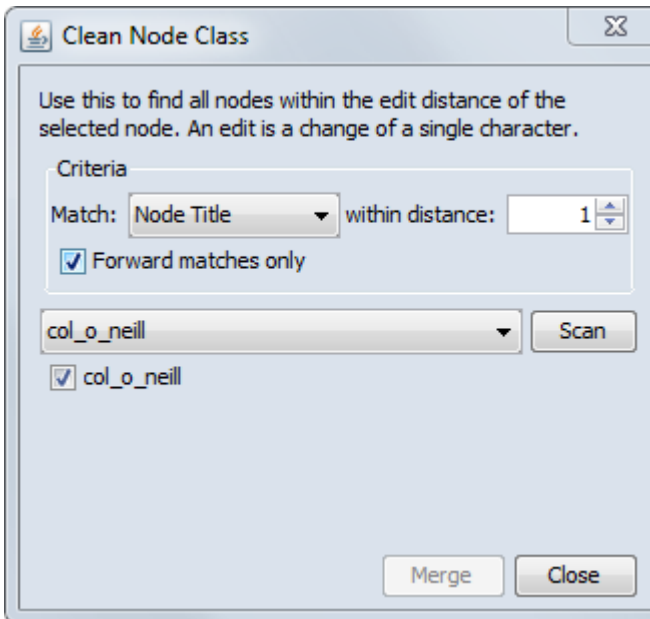 Clean Node Class
Use this to find all nodes within the edit distance of the
selected node. An edit is a change of a single character.
Criteria
Match: Node Title within distance: 1
Forward matches only
col_o_neill Scan
col_o_neill
Merge Close